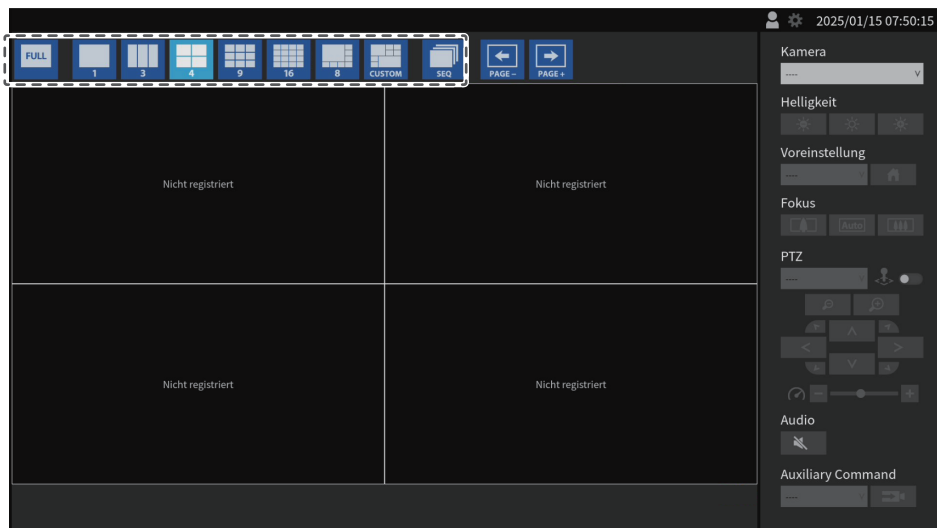 2025/01/15 07:50:15
FULL
1
3
4
9
16
8
CUSTOM
SEQ
PAGE −
PAGE +
Nicht registriert
Nicht registriert
Nicht registriert
Nicht registriert
Kamera
----
Helligkeit
Voreinstellung
----
Fokus
Auto
PTZ
----
Audio
Auxiliary Command
----